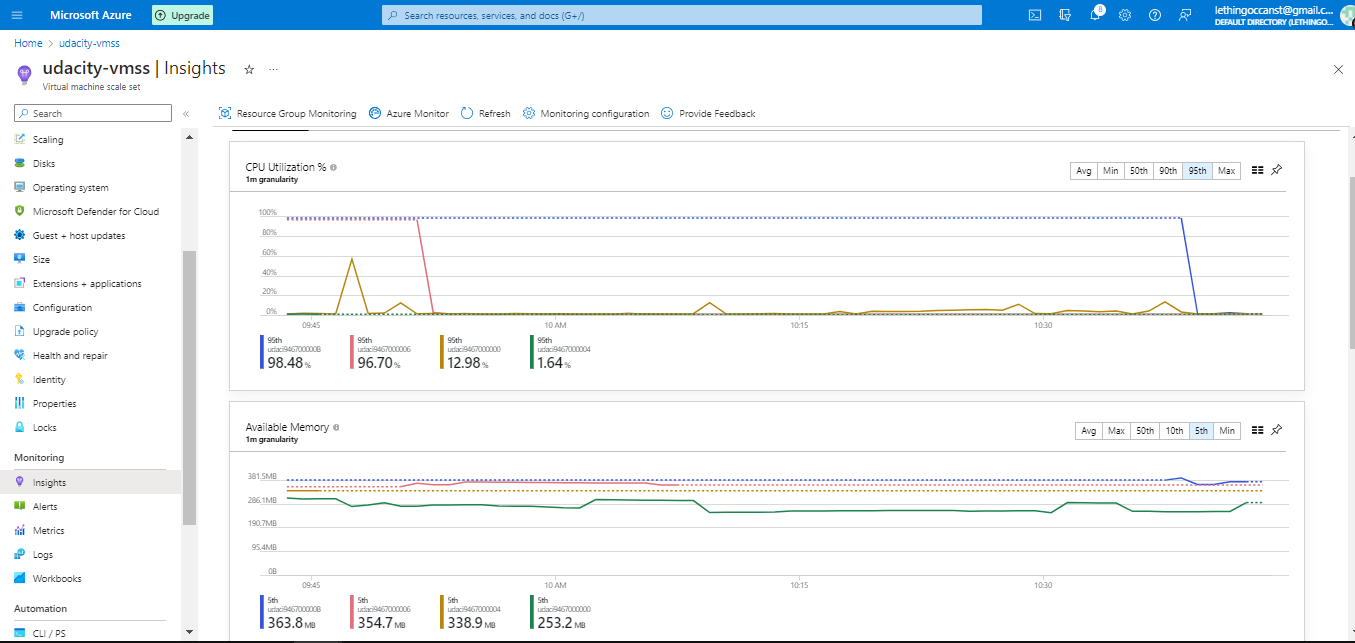 Microsoft Azure
Upgrade
Search resources, services, and docs (G+/)
8
lethingoccanst@gmail.c...
DEFAULT DIRECTORY (LETHINGO...
Home > udacity-vmss
udacity-vmss | Insights
Virtual machine scale set
Search
Resource Group Monitoring
Azure Monitor
Refresh
Monitoring configuration
Provide Feedback
Scaling
Disks
Operating system
Microsoft Defender for Cloud
Guest + host updates
Size
Extensions + applications
Configuration
Upgrade policy
Health and repair
Identity
Properties
Locks
Monitoring
Insights
Alerts
Metrics
Logs
Workbooks
Automation
CLI / PS
CPU Utilization %
1m granularity
Avg Min 50th 90th 95th Max
100%
80%
60%
40%
20%
0%
09:45 10 AM 10:15 10:30
95th
udaci946700000B
98.48 %
95th
udaci9467000006
96.70 %
95th
udaci9467000000
12.98 %
95th
udaci9467000004
1.64 %
Available Memory
1m granularity
Avg Max 50th 10th 5th Min
381.5MB
286.1MB
190.7MB
95.4MB
0B
09:45 10 AM 10:15 10:30
5th
udaci946700000B
363.8 MB
5th
udaci9467000006
354.7 MB
5th
udaci9467000004
338.9 MB
5th
udaci9467000000
253.2 MB